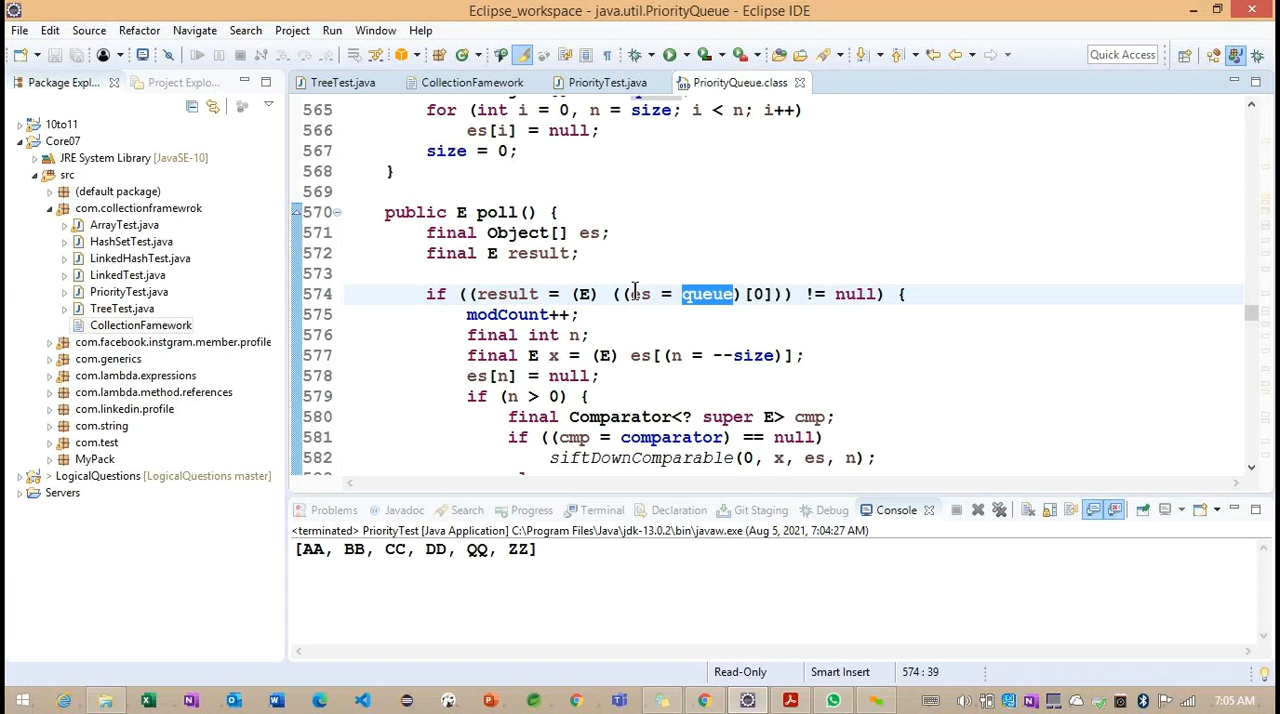 Eclipse_workspace - java.util.PriorityQueue - Eclipse IDE
File Edit Source Refactor Navigate Search Project Run Window Help
Quick Access
Package Expl... Project Explo...
TreeTest.java CollectionFamework PriorityTest.java PriorityQueue.class
10to11
Core07
JRE System Library [JavaSE-10]
src
(default package)
com.collectionframewrok
ArrayTest.java
HashSetTest.java
LinkedHashTest.java
LinkedTest.java
PriorityTest.java
TreeTest.java
CollectionFamework
com.facebook.instgram.member.profile
com.generics
com.lambda.expressions
com.lambda.method.references
com.linkedin.profile
com.string
com.test
MyPack
> LogicalQuestions [LogicalQuestions master]
Servers
565 for (int i = 0, n = size; i < n; i++)
566 es[i] = null;
567 size = 0;
568 }
569
570 public E poll() {
571 final Object[] es;
572 final E result;
573
574 if ((result = (E) ((es = queue)[0])) != null) {
575 modCount++;
576 final int n;
577 final E x = (E) es[(n = --size)];
578 es[n] = null;
579 if (n > 0) {
580 final Comparator<? super E> cmp;
581 if ((cmp = comparator) == null)
582 siftDownComparable(0, x, es, n);
Problems Javadoc Search Progress Terminal Declaration Git Staging Debug Console
<terminated> PriorityTest [Java Application] C:\Program Files\Java\jdk-13.0.2\bin\javaw.exe (Aug 5, 2021, 7:04:27 AM)
[AA, BB, CC, DD, QQ, ZZ]
Read-Only Smart Insert 574 : 39
7:05 AM